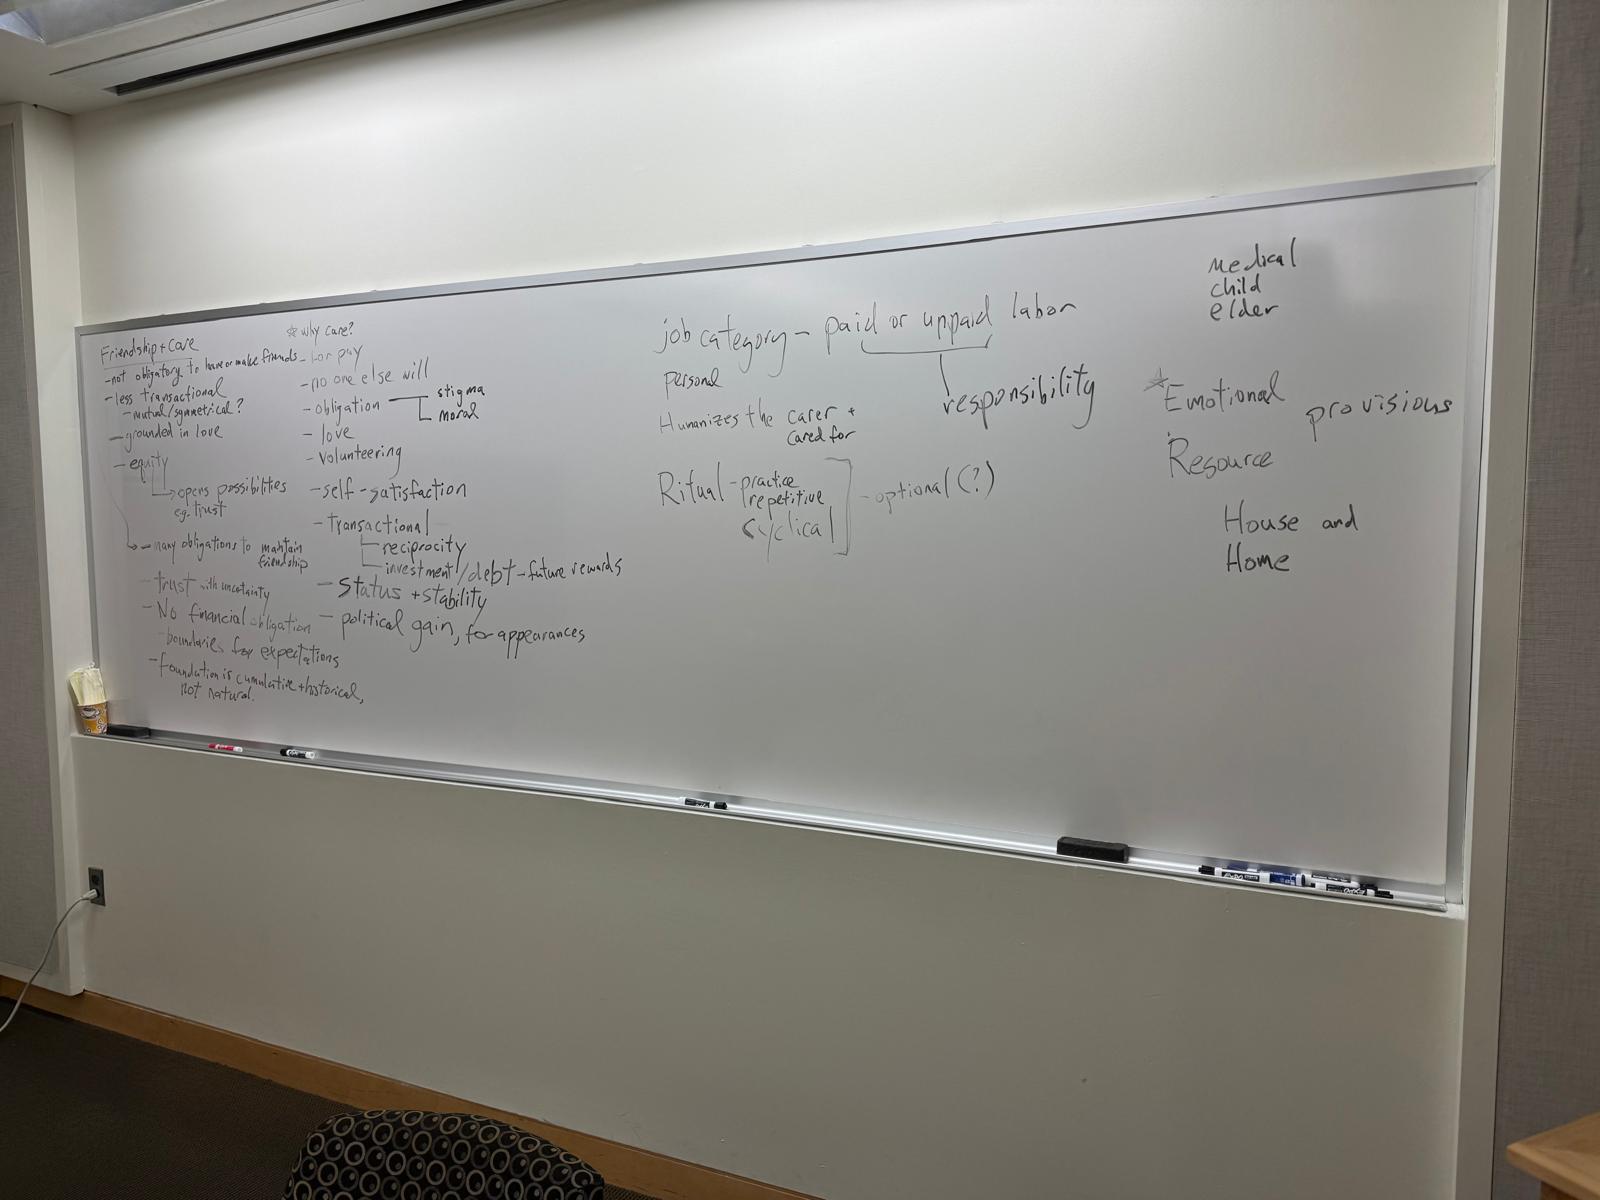 Friendship + Care
- not obligatory to have or make friends
- less transactional
- mutual/symmetrical?
- grounded in love
- equity
opens possibilities
e.g. trust
- many obligations to maintain
friendship
- trust with uncertainty
- No financial obligation
- boundaries for expectations
- foundation is cumulative + historical,
not natural.
☆ why care?
- for pay
- no one else will
- obligation
stigma
moral
- love
- volunteering
- self-satisfaction
- transactional
reciprocity
investment/debt - future rewards
- status + stability
- political gain, for appearances
job category - paid or unpaid labor
responsibility
personal
Humanizes the carer +
cared for
Ritual - practice
repetitive
cyclical
- optional (?)
Medical
child
elder
☆ Emotional
provisions
Resource
House and
Home
EXPO